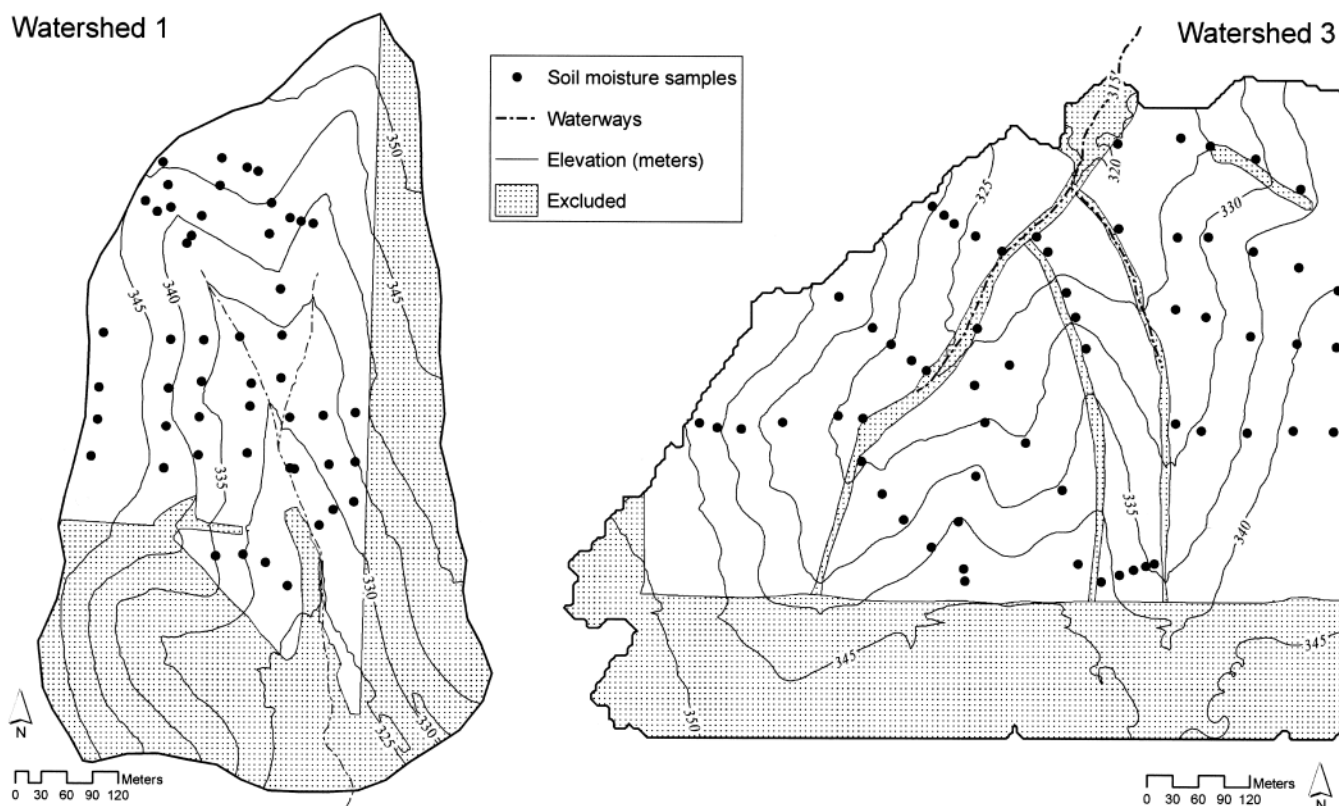 Watershed 1
Watershed 3
Soil moisture samples
Waterways
Elevation (meters)
Excluded
350
345
345
340
335
330
330
325
315
320
325
330
335
340
345
345
350
N
Meters
0 30 60 90 120
Meters
0 30 60 90 120
N